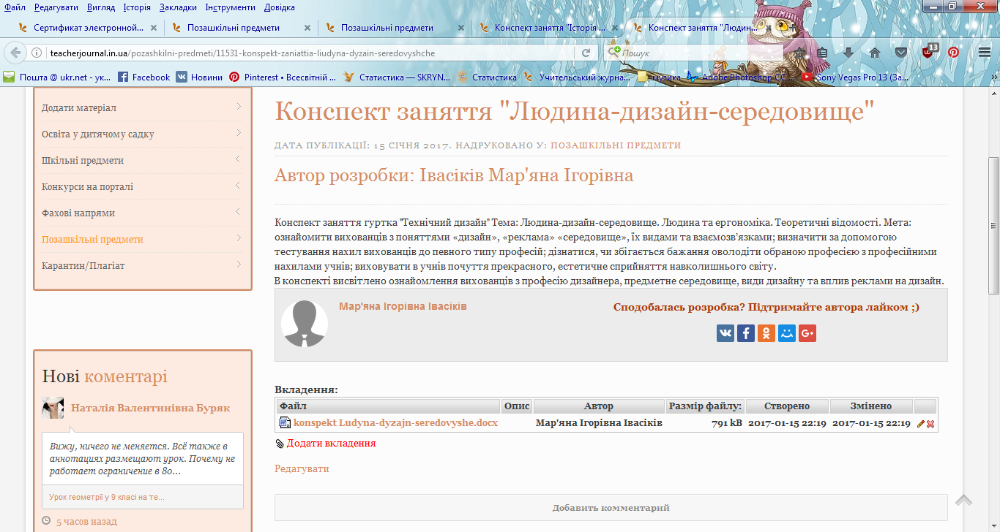 Файл Редагувати Вигляд Історія Закладки Інструменти Довідка
Сертификат электронной... Позашкільні предмети Позашкільні предмети Конспект заняття "Історія ... Конспект заняття "Людин...
teacherjournal.in.ua/pozashkilni-predmeti/11531-konspekt-zaniattia-liudyna-dyzain-seredovyshche
Пошук
13
Пошта @ ukr.net - ук... Facebook Новини Pinterest • Всесвітній ... Статистика — SKRYN... Статистика Учительський журна... музика Adobe Photoshop CC ... Sony Vegas Pro 13 (За...
Додати матеріал
Освіта у дитячому садку
Шкільні предмети
Конкурси на порталі
Фахові напрями
Позашкільні предмети
Карантин/Плагіат
Нові коментарі
Наталія Валентинівна Буряк
Вижу, ничего не меняется. Всё также в
аннотациях размещают урок. Почему не
работает ограничение в 80...
Урок геометрії у 9 класі на те...
5 часов назад
Конспект заняття "Людина-дизайн-середовище"
ДАТА ПУБЛІКАЦІЇ: 15 СІЧНЯ 2017. НАДРУКОВАНО У: ПОЗАШКІЛЬНІ ПРЕДМЕТИ
Автор розробки: Івасіків Мар'яна Ігорівна
Конспект заняття гуртка "Технічний дизайн" Тема: Людина-дизайн-середовище. Людина та ергономіка. Теоретичні відомості. Мета:
ознайомити вихованців з поняттями «дизайн», «реклама» «середовище», їх видами та взаємозв’язками; визначити за допомогою
тестування нахил вихованців до певного типу професій; дізнатися, чи збігається бажання оволодіти обраною професією з професійними
нахилами учнів; виховувати в учнів почуття прекрасного, естетичне сприйняття навколишнього світу.
В конспекті висвітлено ознайомлення вихованців з професію дизайнера, предметне середовище, види дизайну та вплив реклами на дизайн.
Мар'яна Ігорівна Івасіків
Сподобалась розробка? Підтримайте автора лайком ;)
Вкладення:
Файл Опис Автор Розмір файлу: Створено Змінено
konspekt Ludyna-dyzajn-seredovyshe.docx Мар'яна Ігорівна Івасіків 791 kB 2017-01-15 22:19 2017-01-15 22:19
Додати вкладення
Редагувати
Добавить комментарий